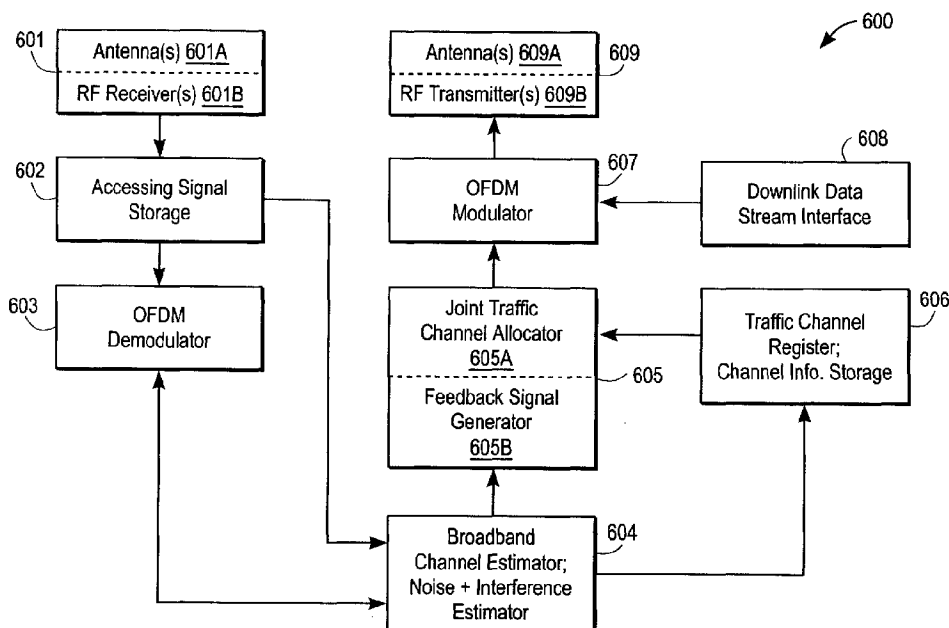 600
601
Antenna(s) 601A
RF Receiver(s) 601B
Antenna(s) 609A
RF Transmitter(s) 609B
609
602
Accessing Signal
Storage
607
OFDM
Modulator
608
Downlink Data
Stream Interface
603
OFDM
Demodulator
Joint Traffic
Channel Allocator
605A
Feedback Signal
Generator
605B
605
606
Traffic Channel
Register;
Channel Info. Storage
604
Broadband
Channel Estimator;
Noise + Interference
Estimator